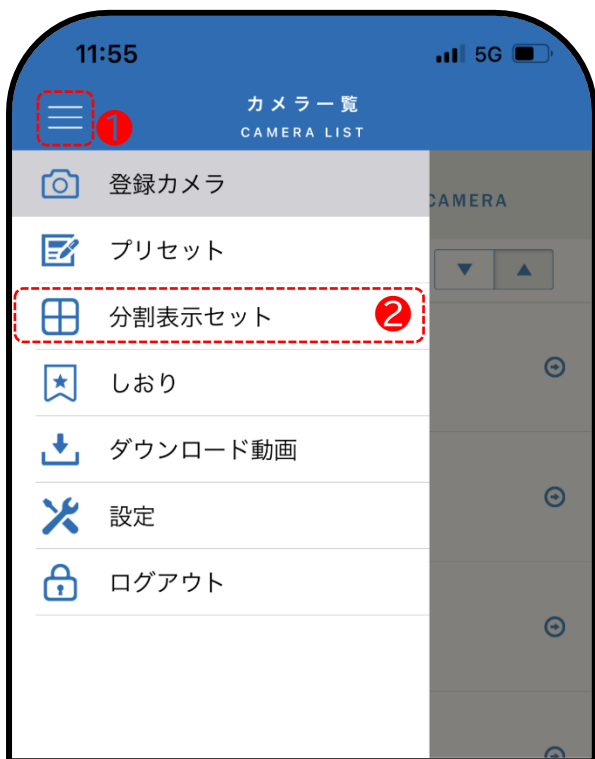 11:55
5G
カメラ一覧
CAMERA LIST
❶
登録カメラ
CAMERA
プリセット
▼ ▲
分割表示セット ❷
しおり
ダウンロード動画
設定
ログアウト